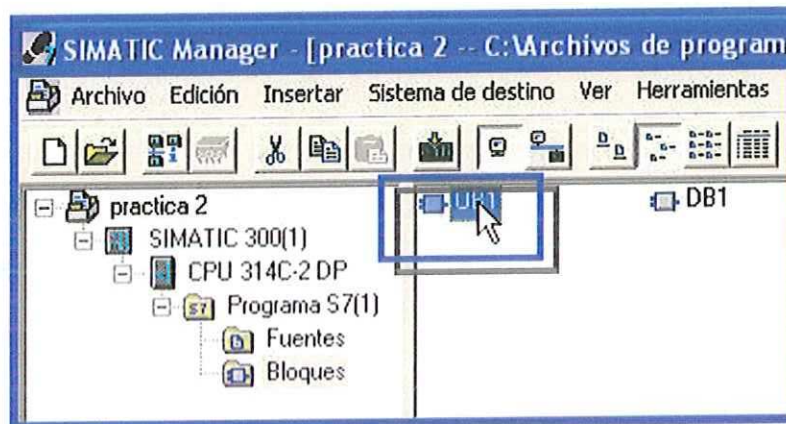 SIMATIC Manager - [practica 2 -- C:\Archivos de program
Archivo Edición Insertar Sistema de destino Ver Herramientas
practica 2
SIMATIC 300(1)
CPU 314C-2 DP
Programa S7(1)
Fuentes
Bloques
DB1